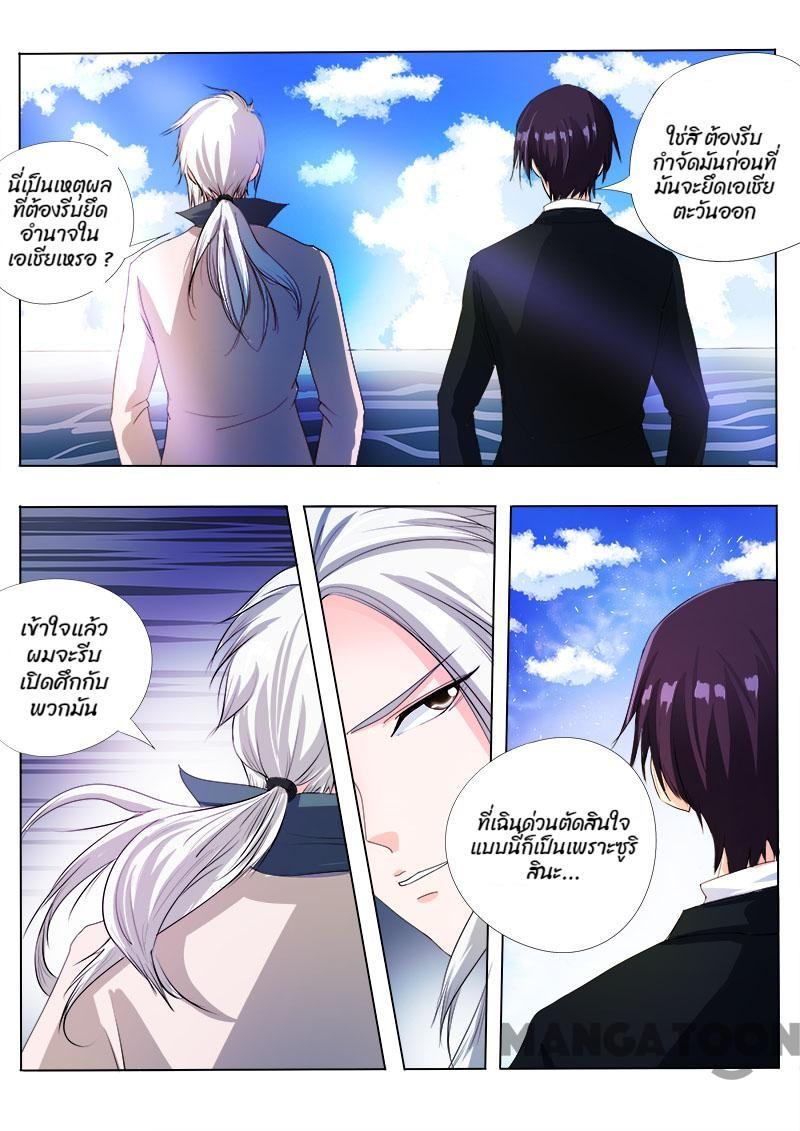 นี่เป็นเหตุผล
ที่ต้องรีบยึด
อำนาจใน
เอเชียเหรอ ?
ใช่สิ ต้องรีบ
กำจัดมันก่อนที่
มันจะยึดเอเชีย
ตะวันออก
เข้าใจแล้ว
ผมจะรีบ
เปิดศึกกับ
พวกมัน
ที่เฉินด่วนตัดสินใจ
แบบนี้ก็เป็นเพราะซูริ
สินะ...
MANGATOON